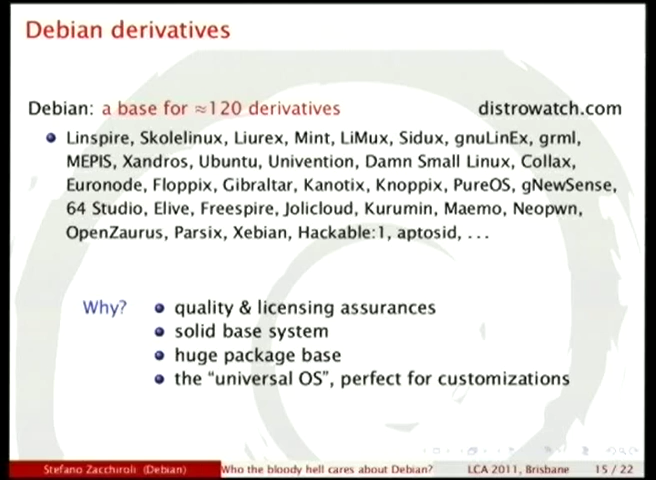 Debian derivatives
Debian: a base for ≈120 derivatives distrowatch.com
Linspire, Skolelinux, Liurex, Mint, LiMux, Sidux, gnuLinEx, grml,
MEPIS, Xandros, Ubuntu, Univention, Damn Small Linux, Collax,
Euronode, Floppix, Gibraltar, Kanotix, Knoppix, PureOS, gNewSense,
64 Studio, Elive, Freespire, Jolicloud, Kurumin, Maemo, Neopwn,
OpenZaurus, Parsix, Xebian, Hackable:1, aptosid, ...
Why? quality & licensing assurances
solid base system
huge package base
the “universal OS”, perfect for customizations
Stefano Zacchiroli (Debian) Who the bloody hell cares about Debian? LCA 2011, Brisbane 15 / 22